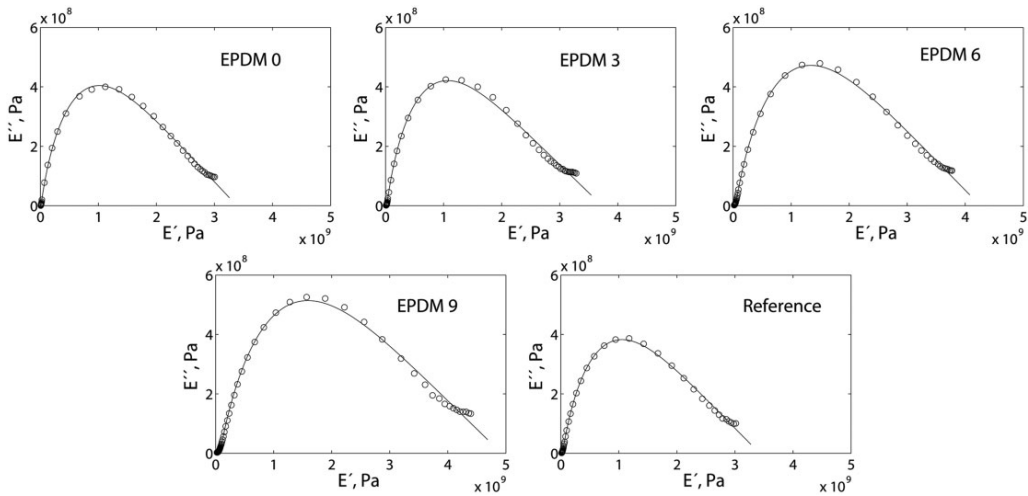 x 10^8
6
4
2
0
E´´, Pa
EPDM 0
0 1 2 3 4 5
E´, Pa
x 10^9
x 10^8
6
4
2
0
E´´, Pa
EPDM 3
0 1 2 3 4 5
E´, Pa
x 10^9
x 10^8
6
4
2
0
E´´, Pa
EPDM 6
0 1 2 3 4 5
E´, Pa
x 10^9
x 10^8
6
4
2
0
E´´, Pa
EPDM 9
0 1 2 3 4 5
E´, Pa
x 10^9
x 10^8
6
4
2
0
E´´, Pa
Reference
0 1 2 3 4 5
E´, Pa
x 10^9